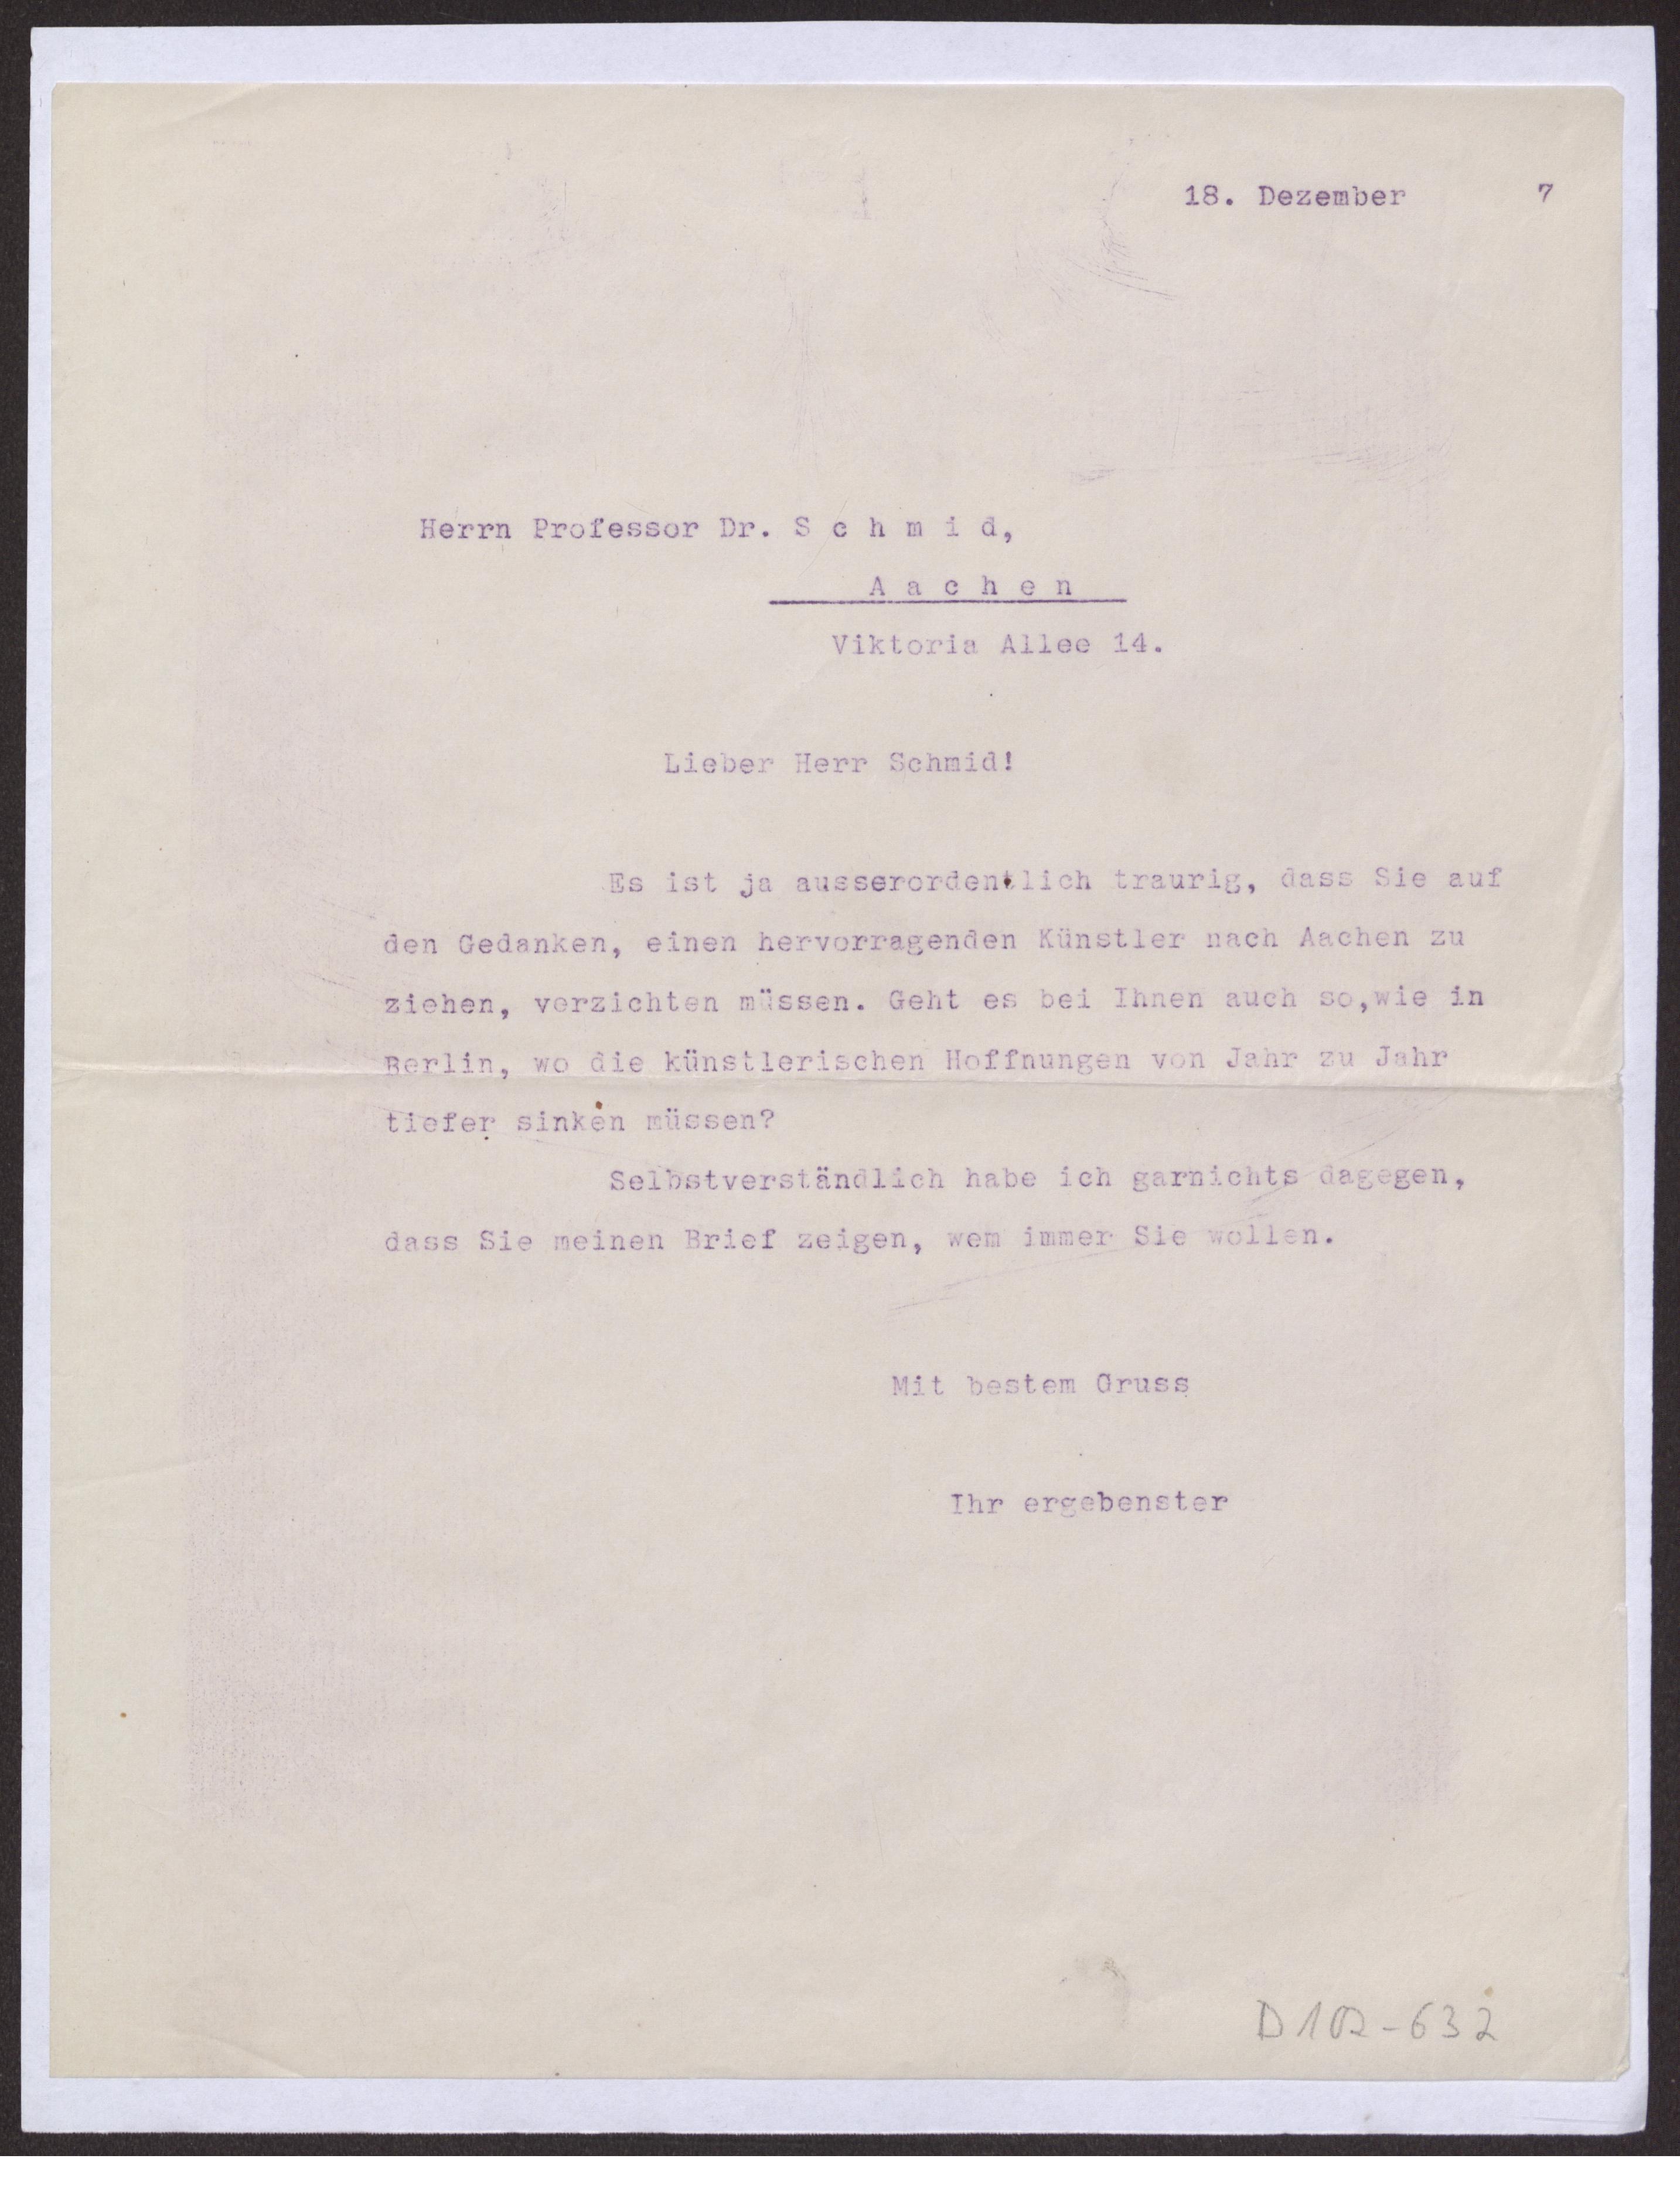 18. Dezember 7
Herrn Professor Dr. S c h m i d,
A a c h e n
Viktoria Allee 14.
Lieber Herr Schmid!
Es ist ja ausserordentlich traurig, dass Sie auf
den Gedanken, einen hervorragenden Künstler nach Aachen zu
ziehen, verzichten müssen. Geht es bei Ihnen auch so,wie in
Berlin, wo die künstlerischen Hoffnungen von Jahr zu Jahr
tiefer sinken müssen?
Selbstverständlich habe ich garnichts dagegen,
dass Sie meinen Brief zeigen, wem immer Sie wollen.
Mit bestem Gruss
Ihr ergebenster
D102-632